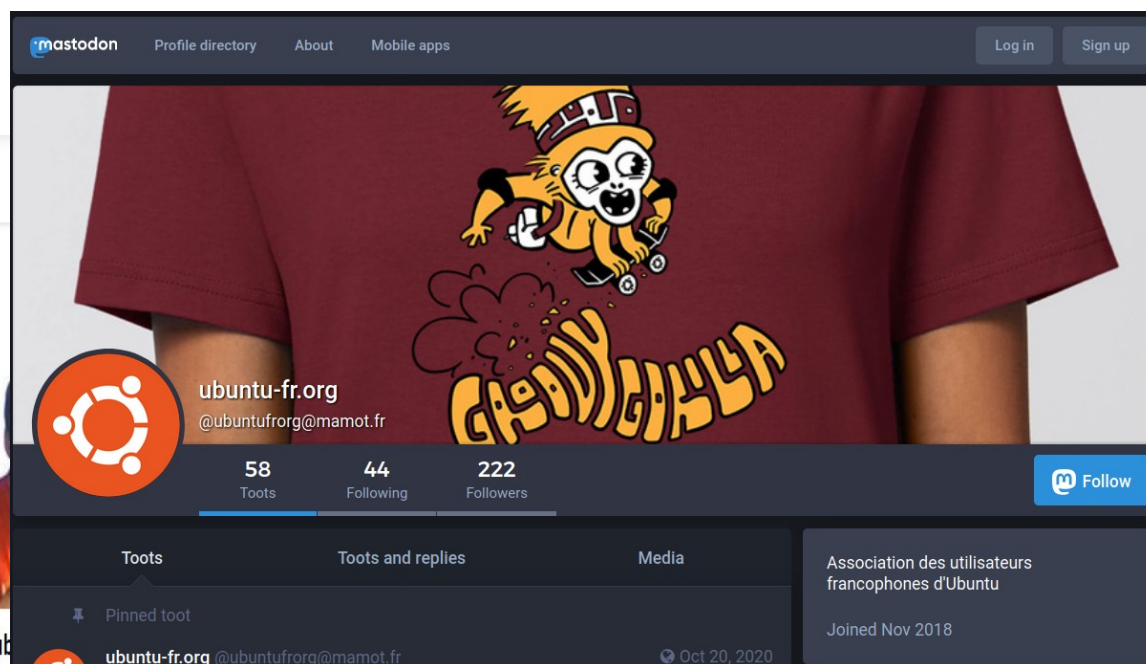 mastodon Profile directory About Mobile apps Log in Sign up
GROOVY GORILLA
ubuntu-fr.org
@ubuntufrorg@mamot.fr
58 44 222
Toots Following Followers
Follow
Toots Toots and replies Media
Association des utilisateurs
francophones d'Ubuntu
Joined Nov 2018
Pinned toot
ubuntu-fr.org @ubuntufrorg@mamot.fr Oct 20, 2020